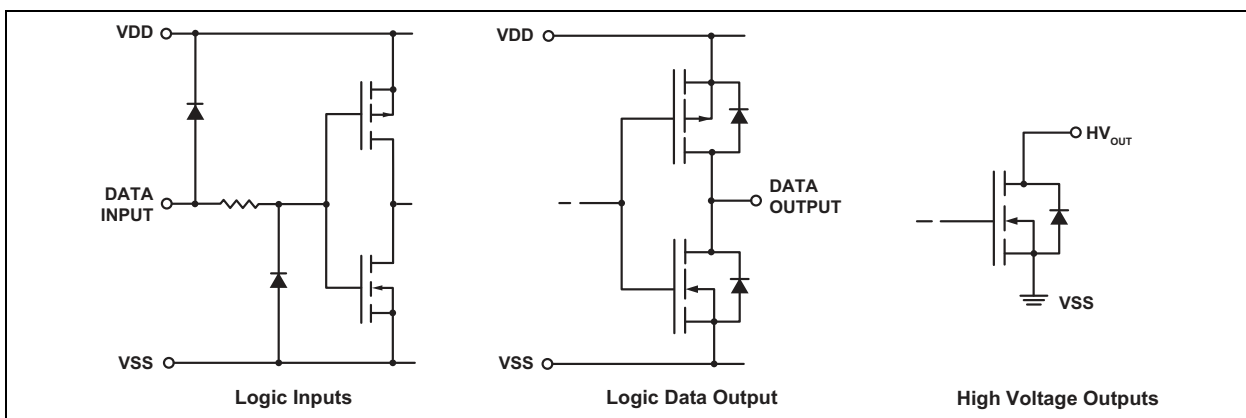 VDD
DATA
INPUT
VSS
Logic Inputs
VDD
DATA
OUTPUT
VSS
Logic Data Output
HVOUT
VSS
High Voltage Outputs